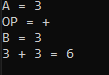 A = 3
OP = +
B = 3
3 + 3 = 6